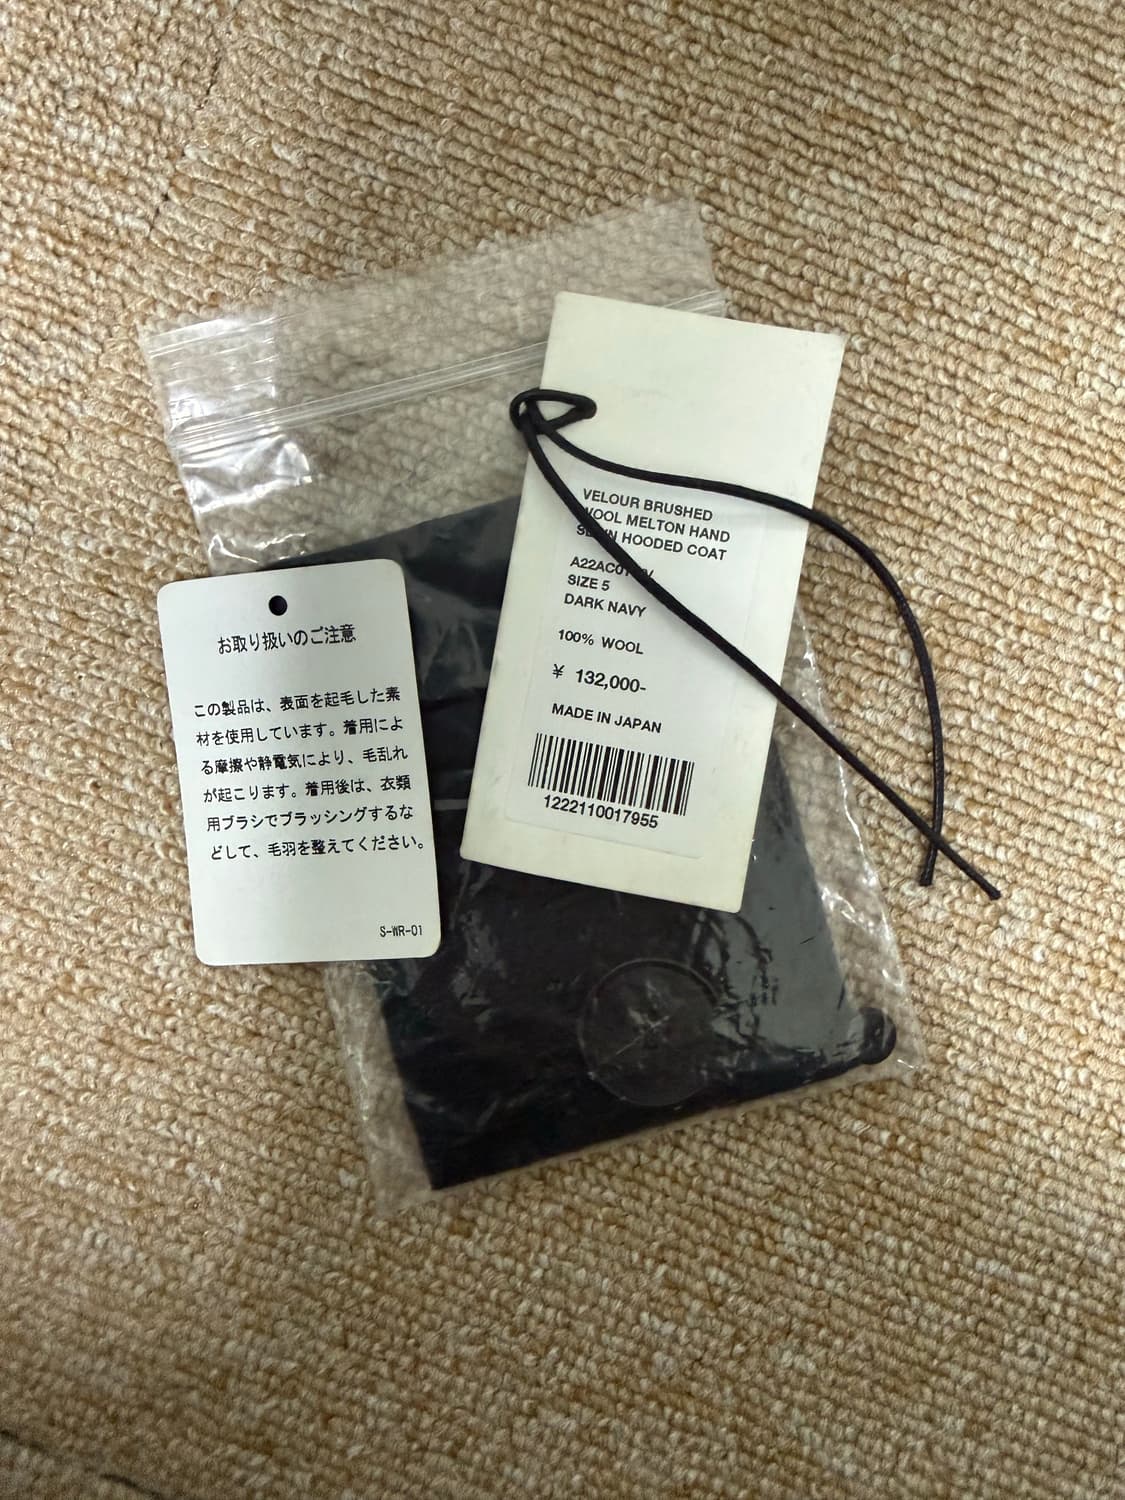 お取り扱いのご注意
この製品は、表面を起毛した素
材を使用しています。着用によ
る摩擦や静電気により、毛乱れ
が起こります。着用後は、衣類
用ブラシでブラッシングするな
どして、毛羽を整えてください。
S-WR-01
VELOUR BRUSHED
WOOL MELTON HAND
SEWN HOODED COAT
SIZE 5
DARK NAVY
100% WOOL
¥ 132,000-
MADE IN JAPAN
1222110017955